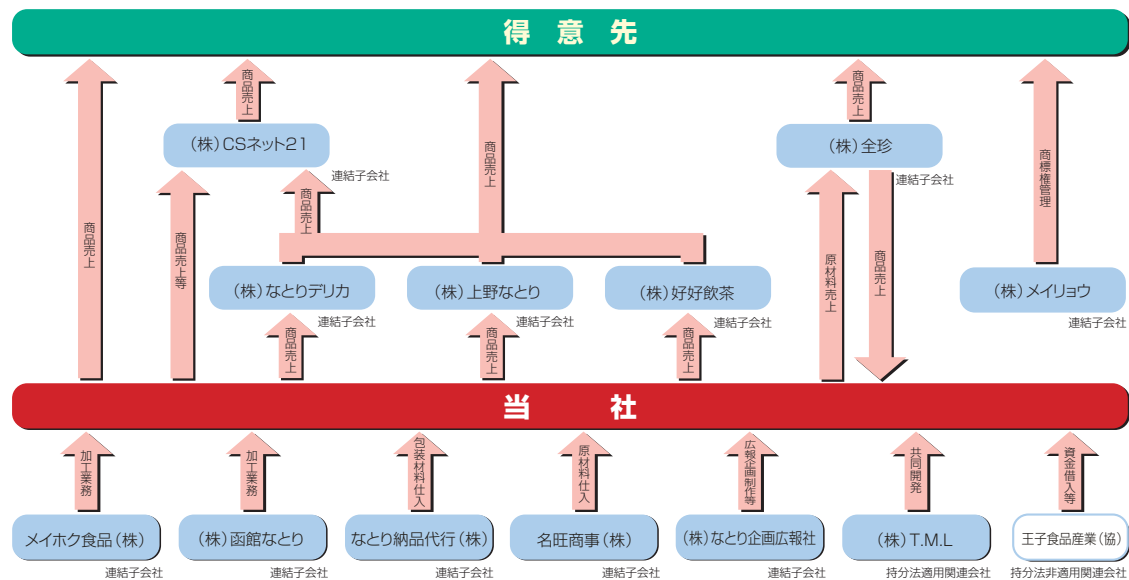 得意先
商品売上
商品売上
商品売上
商品売上
商標権管理
(株)CSネット21
連結子会社
(株)全珍
連結子会社
商品売上等
商品売上
原材料売上
商品売上
(株)なとりデリカ
連結子会社
(株)上野なとり
連結子会社
(株)好好飲茶
連結子会社
(株)メイリョウ
連結子会社
商品売上
商品売上
商品売上
当社
加工業務
加工業務
包装材料仕入
原材料仕入
広報企画制作等
共同開発
資金借入等
メイホク食品(株)
連結子会社
(株)函館なとり
連結子会社
なとり納品代行(株)
連結子会社
名旺商事(株)
連結子会社
(株)なとり企画広報社
連結子会社
(株)T.M.L
持分法適用関連会社
王子食品産業(協)
持分法非適用関連会社